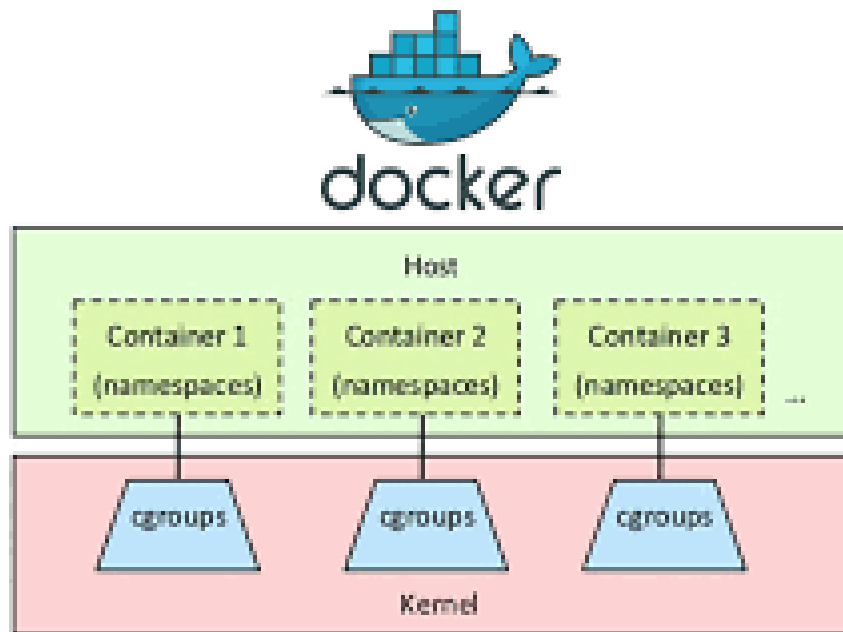 docker
Host
Container 1
(namespaces)
Container 2
(namespaces)
Container 3
(namespaces)
...
cgroups
cgroups
cgroups
Kernel